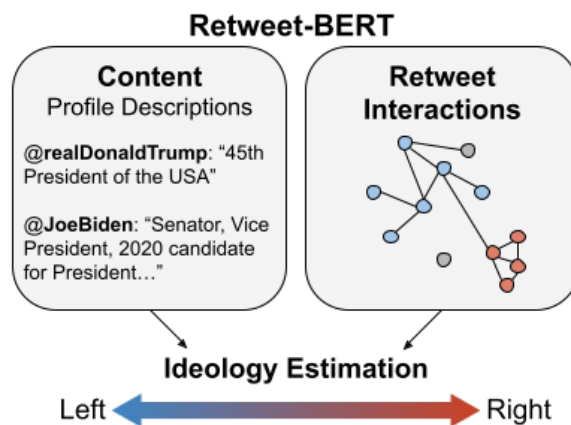 Retweet-BERT
Content
Profile Descriptions
@realDonaldTrump: “45th
President of the USA”
@JoeBiden: “Senator, Vice
President, 2020 candidate
for President…”
Retweet
Interactions
Ideology Estimation
Left
Right